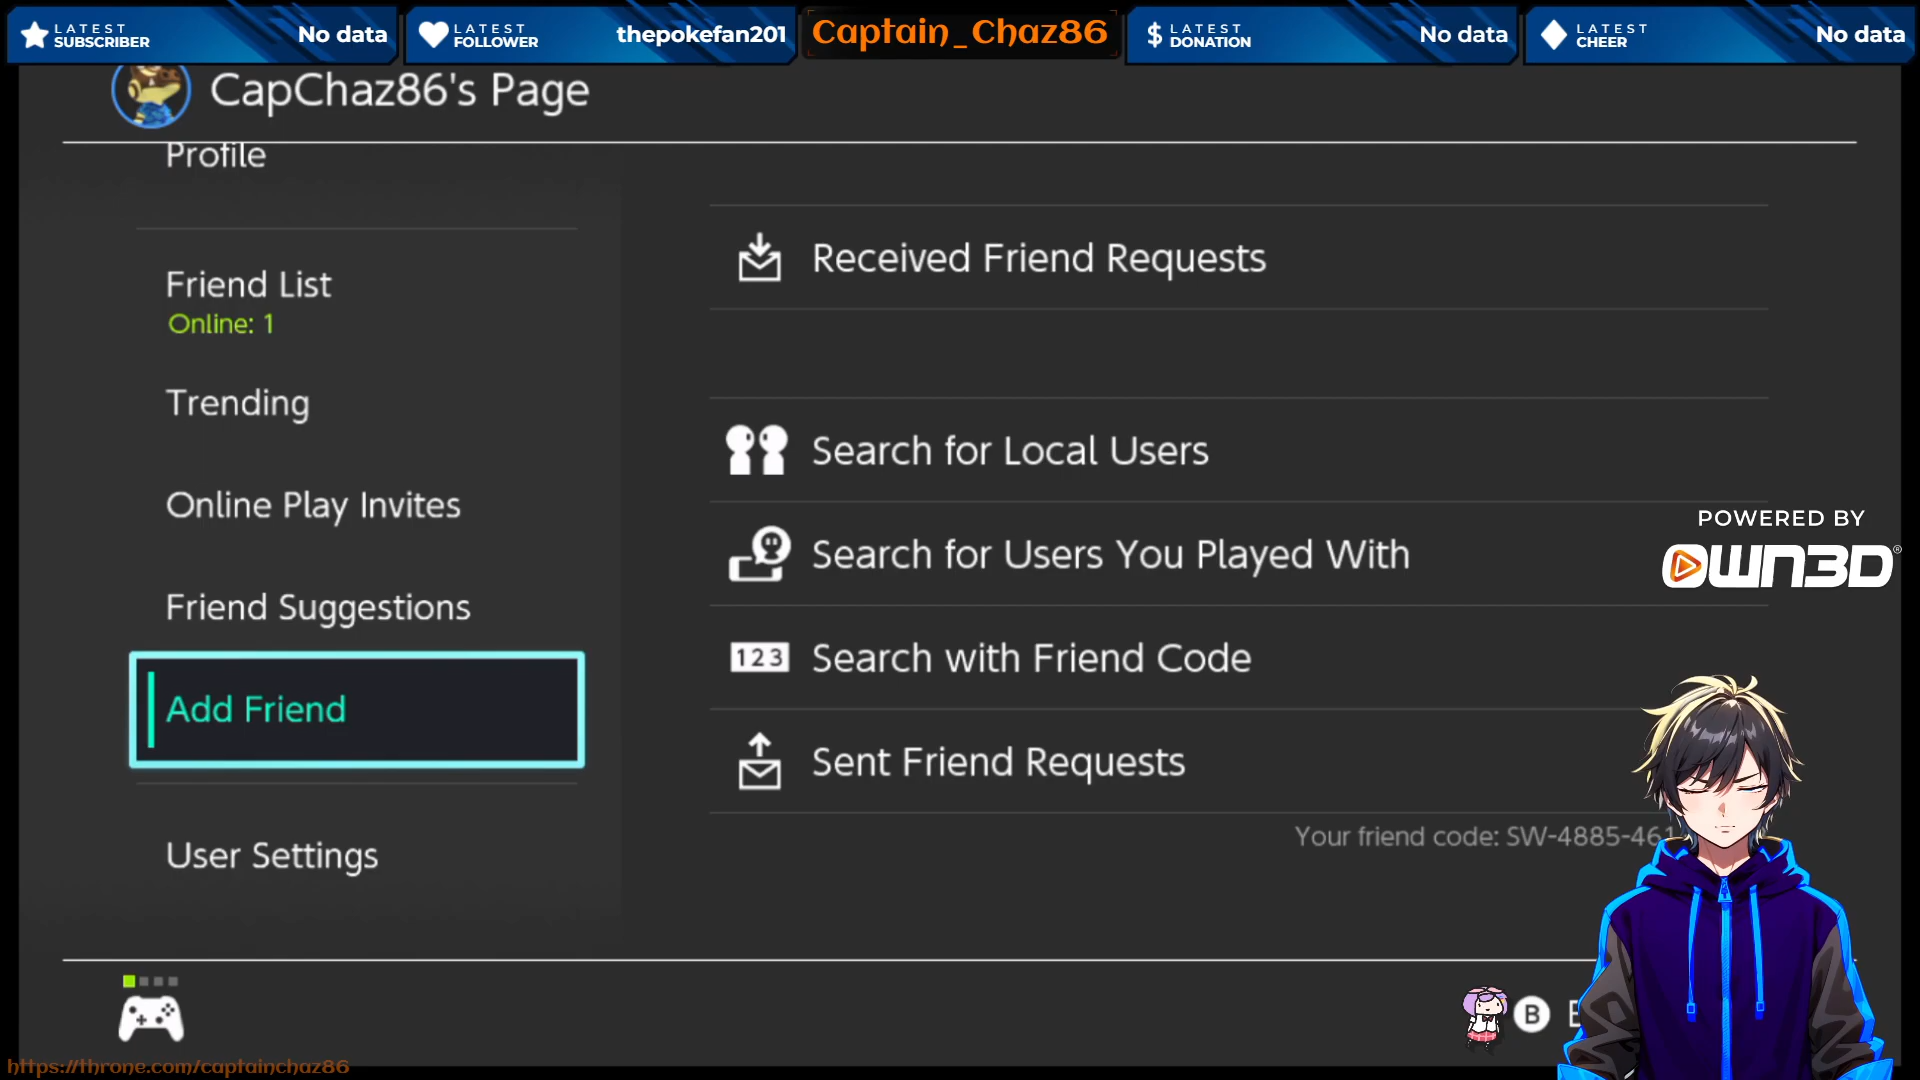 LATEST
SUBSCRIBER
No data
LATEST
FOLLOWER
thepokefan201
Captain_Chaz86
LATEST
DONATION
No data
LATEST
CHEER
No data
CapChaz86's Page
Profile
Friend List
Online: 1
Trending
Online Play Invites
Friend Suggestions
Add Friend
User Settings
Received Friend Requests
Search for Local Users
Search for Users You Played With
123 Search with Friend Code
Sent Friend Requests
Your friend code: SW-4885-461
POWERED BY
OWN3D®
B
https://throne.com/captainchaz86